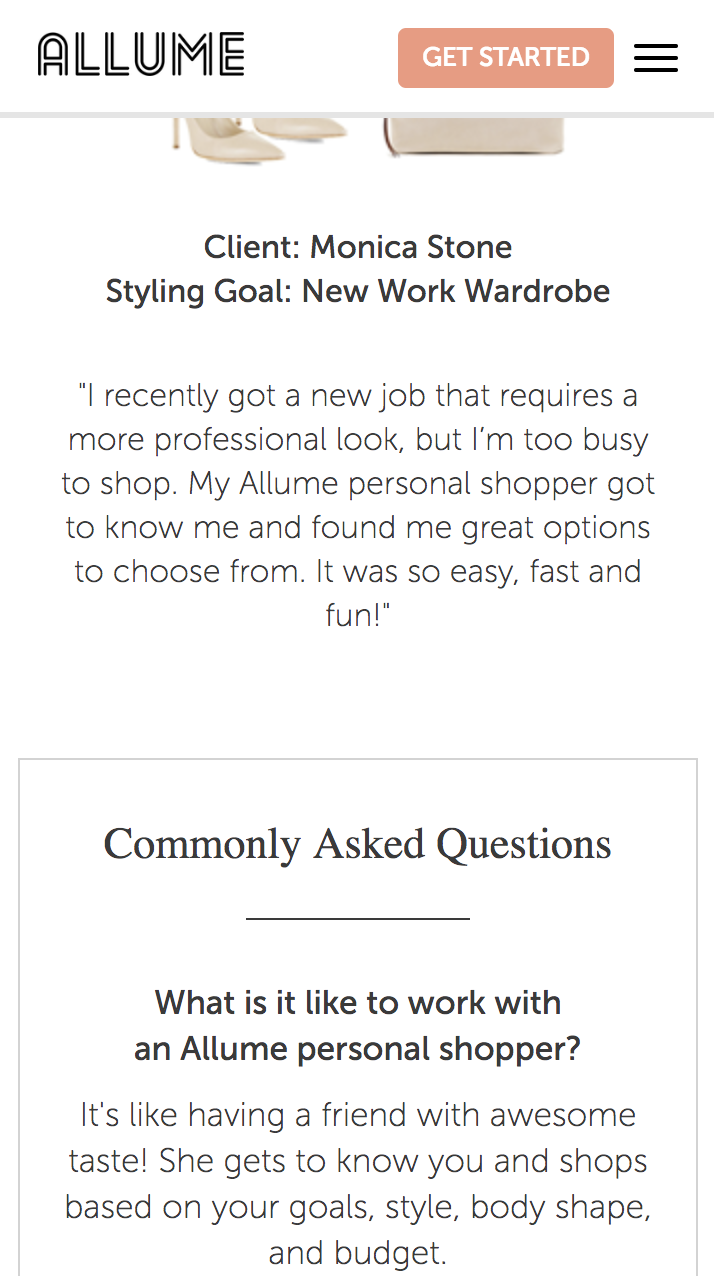 ALLUME
GET STARTED
Client: Monica Stone
Styling Goal: New Work Wardrobe
"I recently got a new job that requires a
more professional look, but I’m too busy
to shop. My Allume personal shopper got
to know me and found me great options
to choose from. It was so easy, fast and
fun!"
Commonly Asked Questions
What is it like to work with
an Allume personal shopper?
It's like having a friend with awesome
taste! She gets to know you and shops
based on your goals, style, body shape,
and budget.